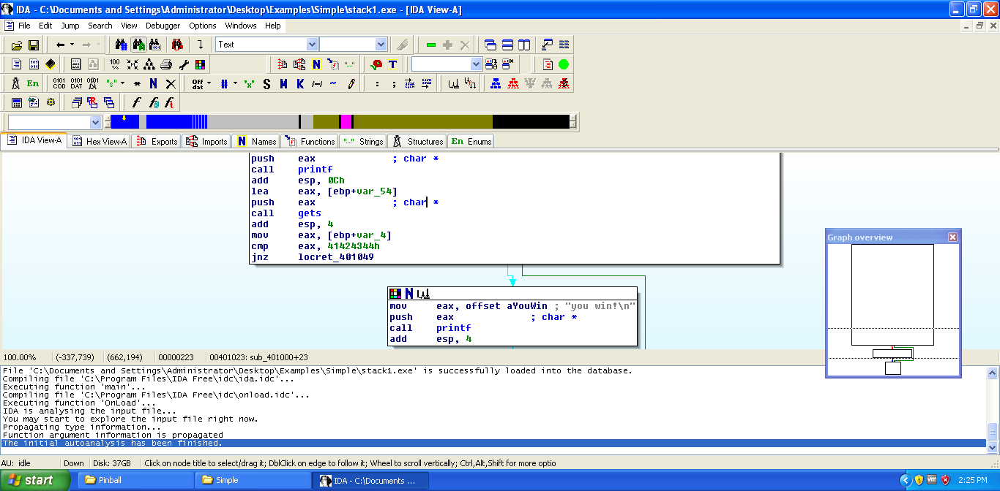 IDA - C:\Documents and Settings\Administrator\Desktop\Examples\Simple\stack1.exe - [IDA View-A]
File Edit Jump Search View Debugger Options Windows Help
Text
100 %
En 0101 COD 0101 DAT "s" * N Off dat # 'x' S M K ~ : ;
f
IDA View-A Hex View-A Exports Imports N Names Functions "..." Strings Structures En Enums
push eax ; char *
call printf
add esp, 0Ch
lea eax, [ebp+var_54]
push eax ; char *
call gets
add esp, 4
mov eax, [ebp+var_4]
cmp eax, 41424344h
jnz locret_401049
N
mov eax, offset aYouWin ; "you win!\n"
push eax ; char *
call printf
add esp, 4
Graph overview
100.00% (-337,739) (662,194) 00000223 00401023: sub_401000+23
File 'C:\Documents and Settings\Administrator\Desktop\Examples\Simple\stack1.exe' is successfully loaded into the database.
Compiling file 'C:\Program Files\IDA Free\idc\ida.idc'...
Executing function 'main'...
Compiling file 'C:\Program Files\IDA Free\idc\onload.idc'...
Executing function 'OnLoad'...
IDA is analysing the input file...
You may start to explore the input file right now.
Propagating type information...
Function argument information is propagated
The initial autoanalysis has been finished.
AU: idle Down Disk: 37GB Click on node title to select/drag it; DblClick on edge to follow it; Wheel to scroll vertically; Ctrl,Alt,Shift for more optio
start Pinball Simple IDA - C:\Documents ... 2:25 PM